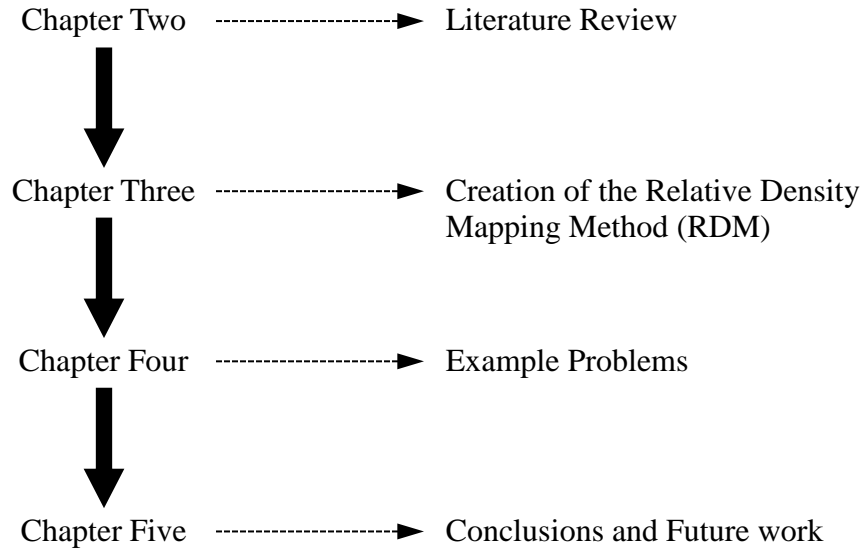 Chapter Two Literature Review
Chapter Three Creation of the Relative Density
Mapping Method (RDM)
Chapter Four Example Problems
Chapter Five Conclusions and Future work